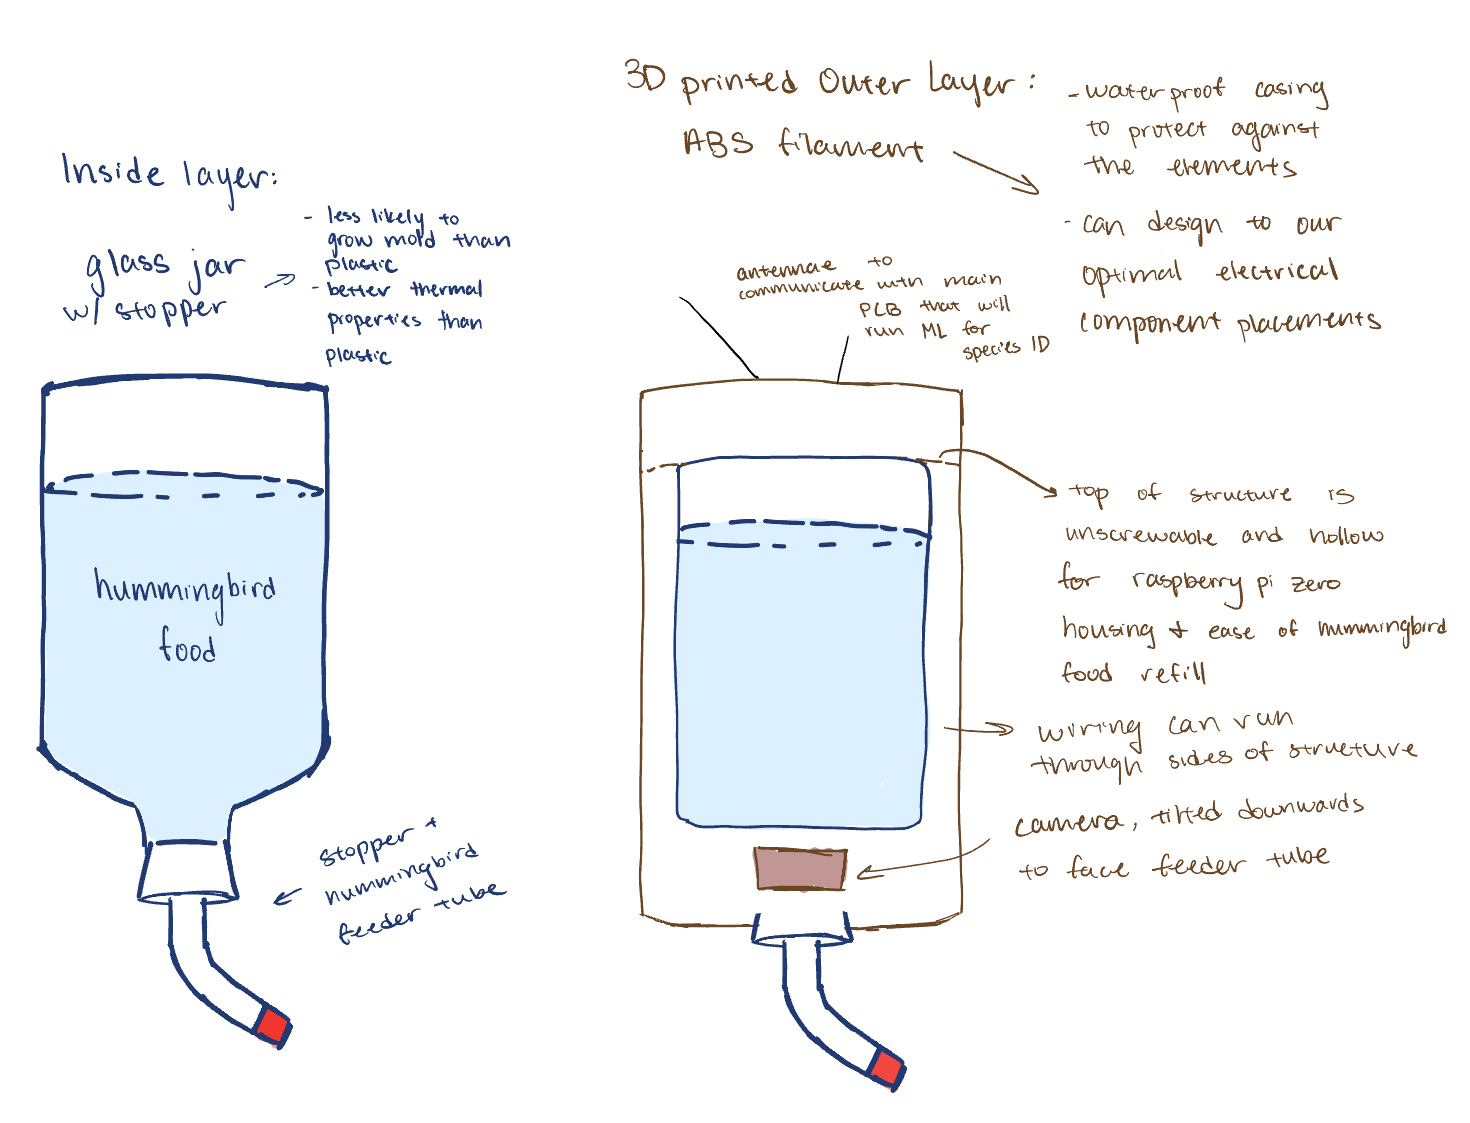 Inside layer:
glass jar
w/ stopper
- less likely to
grow mold than
plastic
- better thermal
properties than
plastic
hummingbird
food
stopper +
hummingbird
feeder tube
3D printed Outer Layer:
ABS filament
- waterproof casing
to protect against
the elements
- can design to our
optimal electrical
component placements
antennae to
communicate with main
PCB that will
run ML for
species ID
top of structure is
unscrewable and hollow
for raspberry pi zero
housing + ease of hummingbird
food refill
wiring can run
through sides of structure
camera, tilted downwards
to face feeder tube